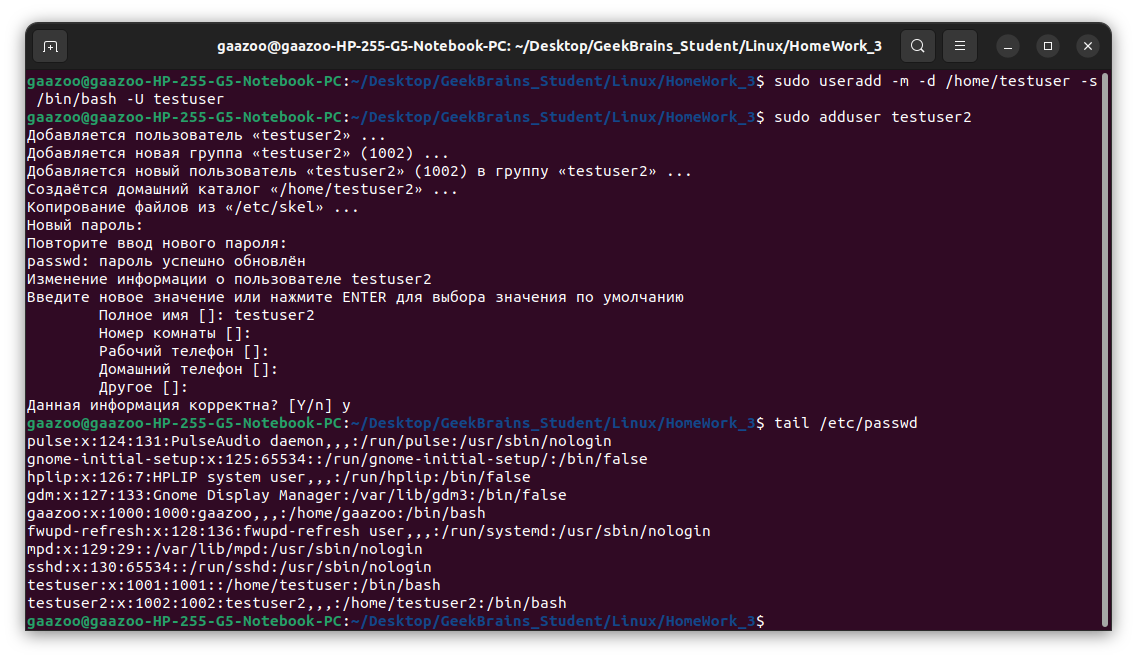 gaazoo@gaazoo-HP-255-G5-Notebook-PC: ~/Desktop/GeekBrains_Student/Linux/HomeWork_3
gaazoo@gaazoo-HP-255-G5-Notebook-PC:~/Desktop/GeekBrains_Student/Linux/HomeWork_3$ sudo useradd -m -d /home/testuser -s
 /bin/bash -U testuser
gaazoo@gaazoo-HP-255-G5-Notebook-PC:~/Desktop/GeekBrains_Student/Linux/HomeWork_3$ sudo adduser testuser2
Добавляется пользователь «testuser2» ...
Добавляется новая группа «testuser2» (1002) ...
Добавляется новый пользователь «testuser2» (1002) в группу «testuser2» ...
Создаётся домашний каталог «/home/testuser2» ...
Копирование файлов из «/etc/skel» ...
Новый пароль:
Повторите ввод нового пароля:
passwd: пароль успешно обновлён
Изменение информации о пользователе testuser2
Введите новое значение или нажмите ENTER для выбора значения по умолчанию
        Полное имя []: testuser2
        Номер комнаты []:
        Рабочий телефон []:
        Домашний телефон []:
        Другое []:
Данная информация корректна? [Y/n] y
gaazoo@gaazoo-HP-255-G5-Notebook-PC:~/Desktop/GeekBrains_Student/Linux/HomeWork_3$ tail /etc/passwd
pulse:x:124:131:PulseAudio daemon,,,:/run/pulse:/usr/sbin/nologin
gnome-initial-setup:x:125:65534::/run/gnome-initial-setup/:/bin/false
hplip:x:126:7:HPLIP system user,,,:/run/hplip:/bin/false
gdm:x:127:133:Gnome Display Manager:/var/lib/gdm3:/bin/false
gaazoo:x:1000:1000:gaazoo,,,:/home/gaazoo:/bin/bash
fwupd-refresh:x:128:136:fwupd-refresh user,,,:/run/systemd:/usr/sbin/nologin
mpd:x:129:29::/var/lib/mpd:/usr/sbin/nologin
sshd:x:130:65534::/run/sshd:/usr/sbin/nologin
testuser:x:1001:1001::/home/testuser:/bin/bash
testuser2:x:1002:1002:testuser2,,,:/home/testuser2:/bin/bash
gaazoo@gaazoo-HP-255-G5-Notebook-PC:~/Desktop/GeekBrains_Student/Linux/HomeWork_3$